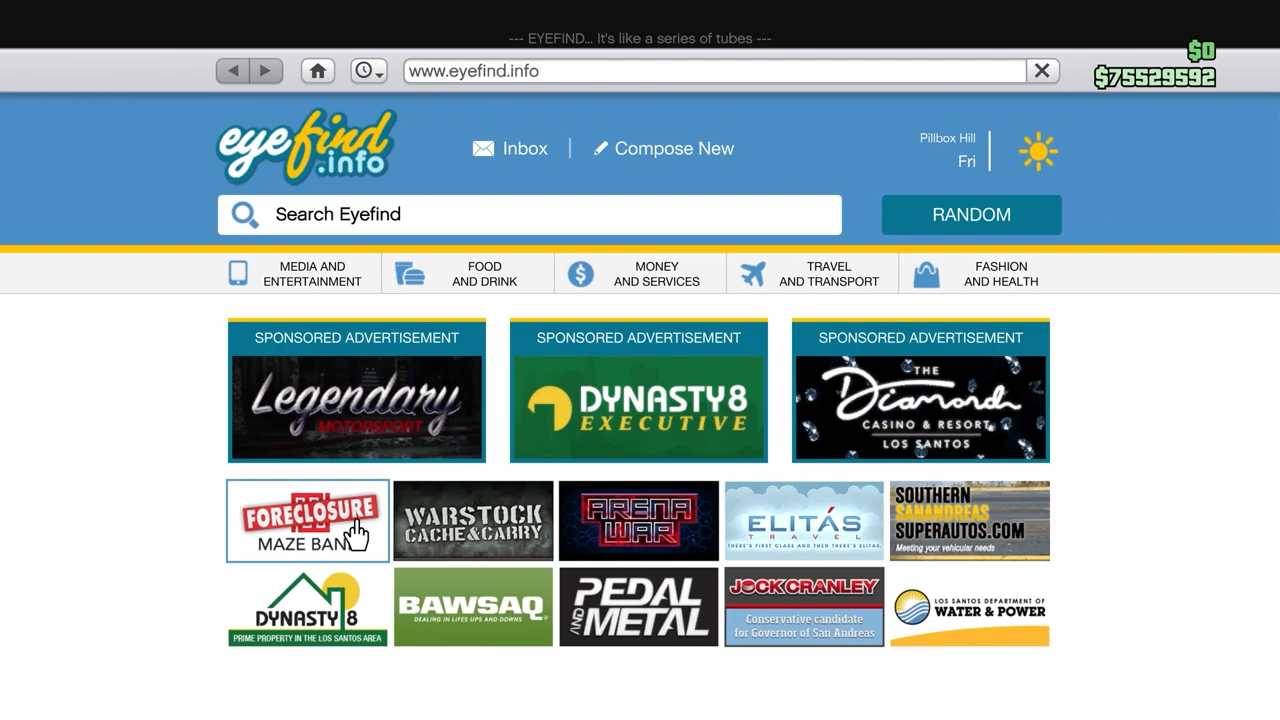 --- EYEFIND... It's like a series of tubes ---
$0
www.eyefind.info
$75529592
eyefind
.info
Inbox
Compose New
Pillbox Hill
Fri
Search Eyefind
RANDOM
MEDIA AND
ENTERTAINMENT
FOOD
AND DRINK
MONEY
AND SERVICES
TRAVEL
AND TRANSPORT
FASHION
AND HEALTH
SPONSORED ADVERTISEMENT
Legendary
MOTORSPORT
SPONSORED ADVERTISEMENT
DYNASTY8
EXECUTIVE
SPONSORED ADVERTISEMENT
THE
Diamond
CASINO & RESORT
LOS SANTOS
FORECLOSURE
MAZE BAN
WARSTOCK
CACHE&CARRY
ARENA
WAR
ELITÁS
TRAVEL
THERE'S FIRST CLASS AND THEN THERE'S ELITAS.
SOUTHERN
SANANDREAS
SUPERAUTOS.COM
Meeting your vehicular needs
DYNASTY 8
PRIME PROPERTY IN THE LOS SANTOS AREA
BAWSAQ
DEALING IN LIFES UPS AND DOWNS
PEDAL
AND METAL
JOCK CRANLEY
Conservative candidate
for Governor of San Andreas
LOS SANTOS DEPARTMENT OF
WATER & POWER